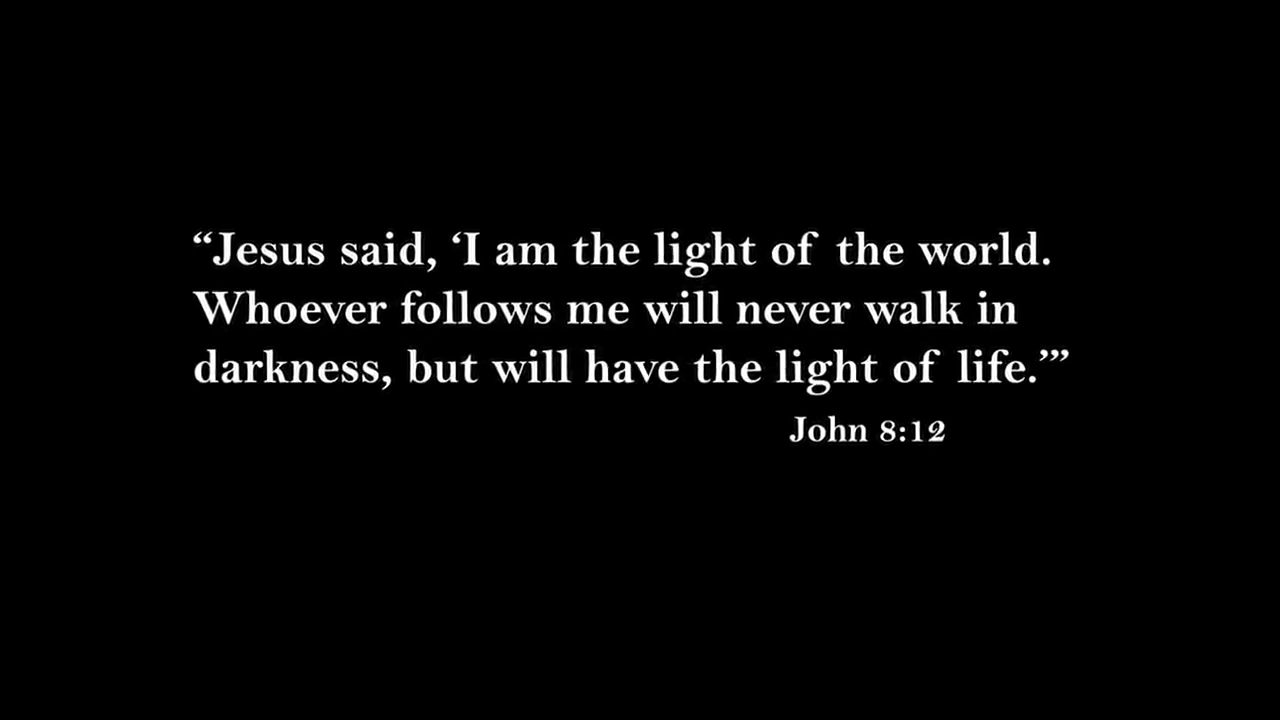 “Jesus said, ‘I am the light of the world.
Whoever follows me will never walk in
darkness, but will have the light of life.’”
John 8:12